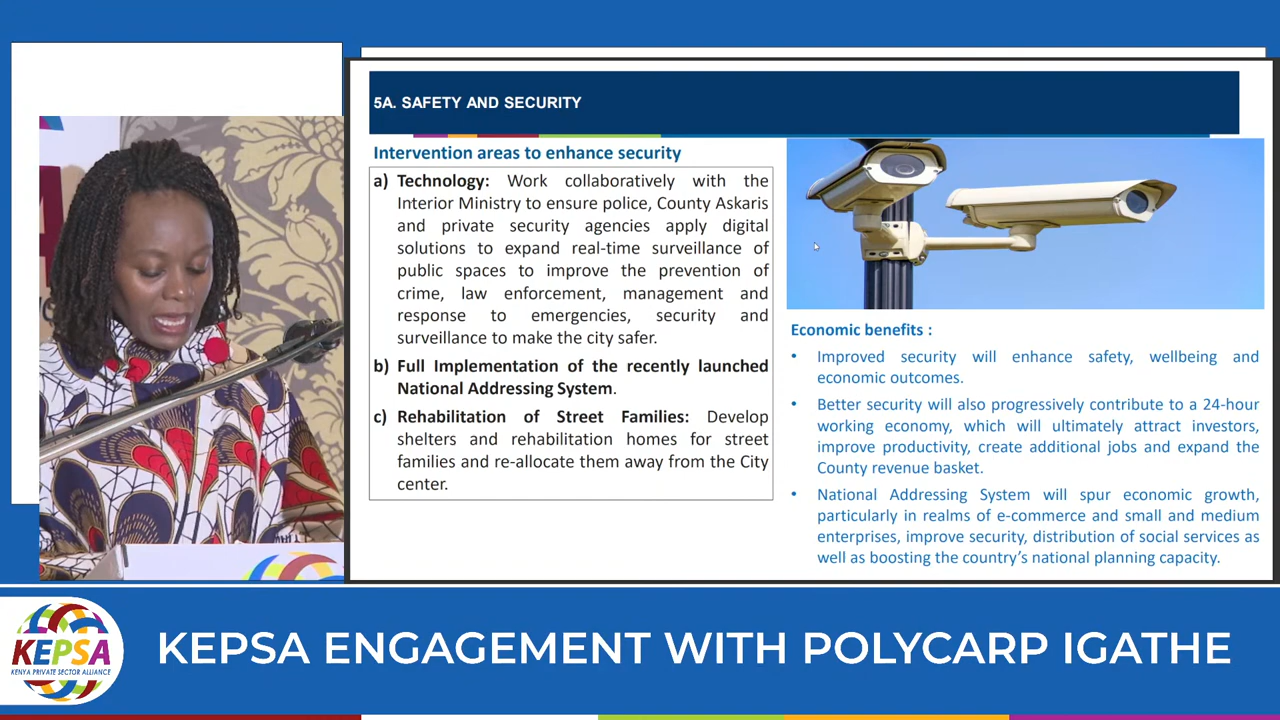 5A. SAFETY AND SECURITY
Intervention areas to enhance security
a) Technology: Work collaboratively with the
Interior Ministry to ensure police, County Askaris
and private security agencies apply digital
solutions to expand real-time surveillance of
public spaces to improve the prevention of
crime, law enforcement, management and
response to emergencies, security and
surveillance to make the city safer.
b) Full Implementation of the recently launched
National Addressing System.
c) Rehabilitation of Street Families: Develop
shelters and rehabilitation homes for street
families and re-allocate them away from the City
center.
Economic benefits :
• Improved security will enhance safety, wellbeing and
economic outcomes.
• Better security will also progressively contribute to a 24-hour
working economy, which will ultimately attract investors,
improve productivity, create additional jobs and expand the
County revenue basket.
• National Addressing System will spur economic growth,
particularly in realms of e-commerce and small and medium
enterprises, improve security, distribution of social services as
well as boosting the country's national planning capacity.
KEPSA
KENYA PRIVATE SECTOR ALLIANCE
KEPSA ENGAGEMENT WITH POLYCARP IGATHE